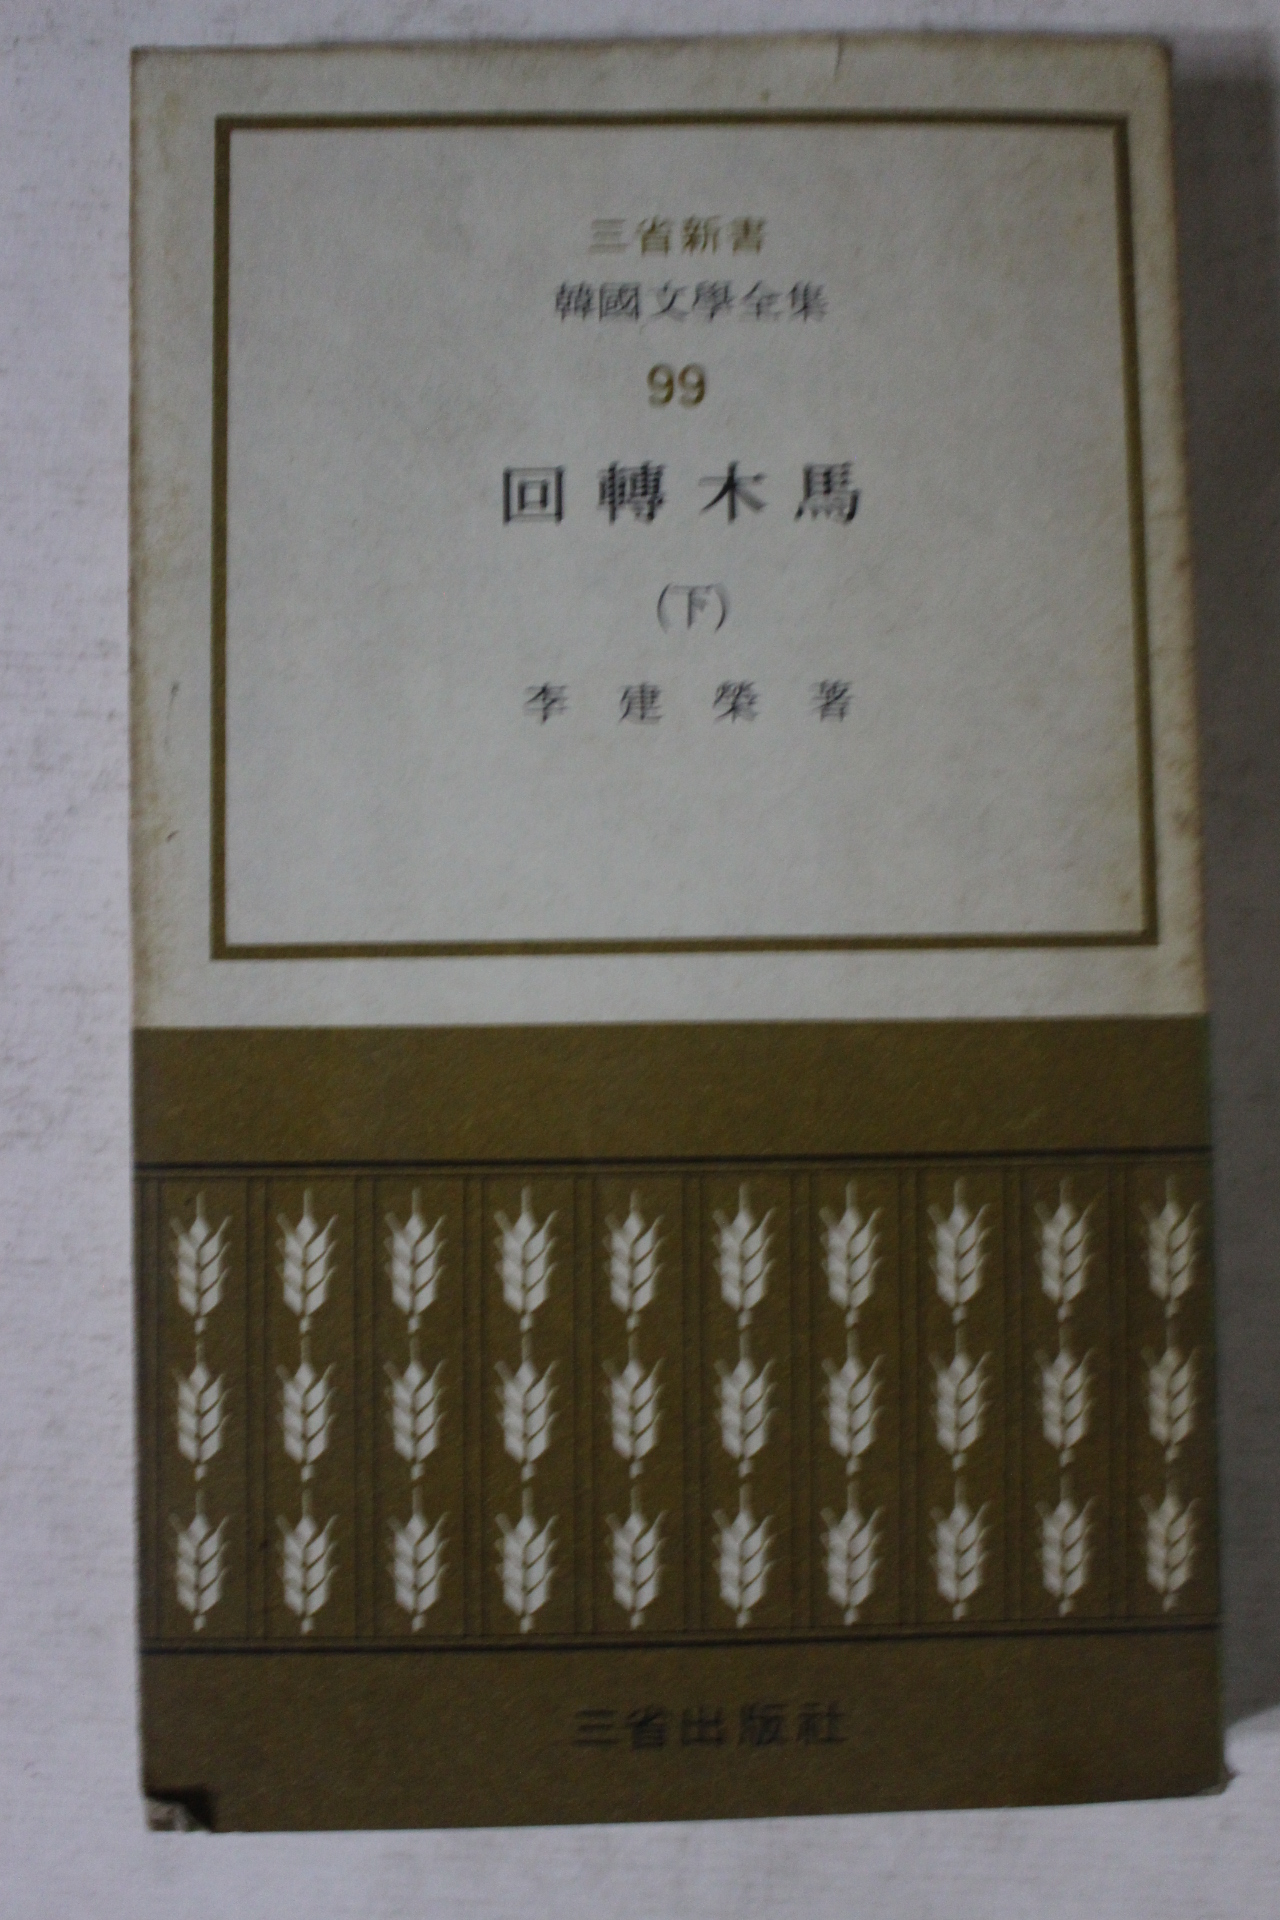 三省新書
韓國文學全集
99
回轉木馬
(下)
李建榮 著
三省出版社